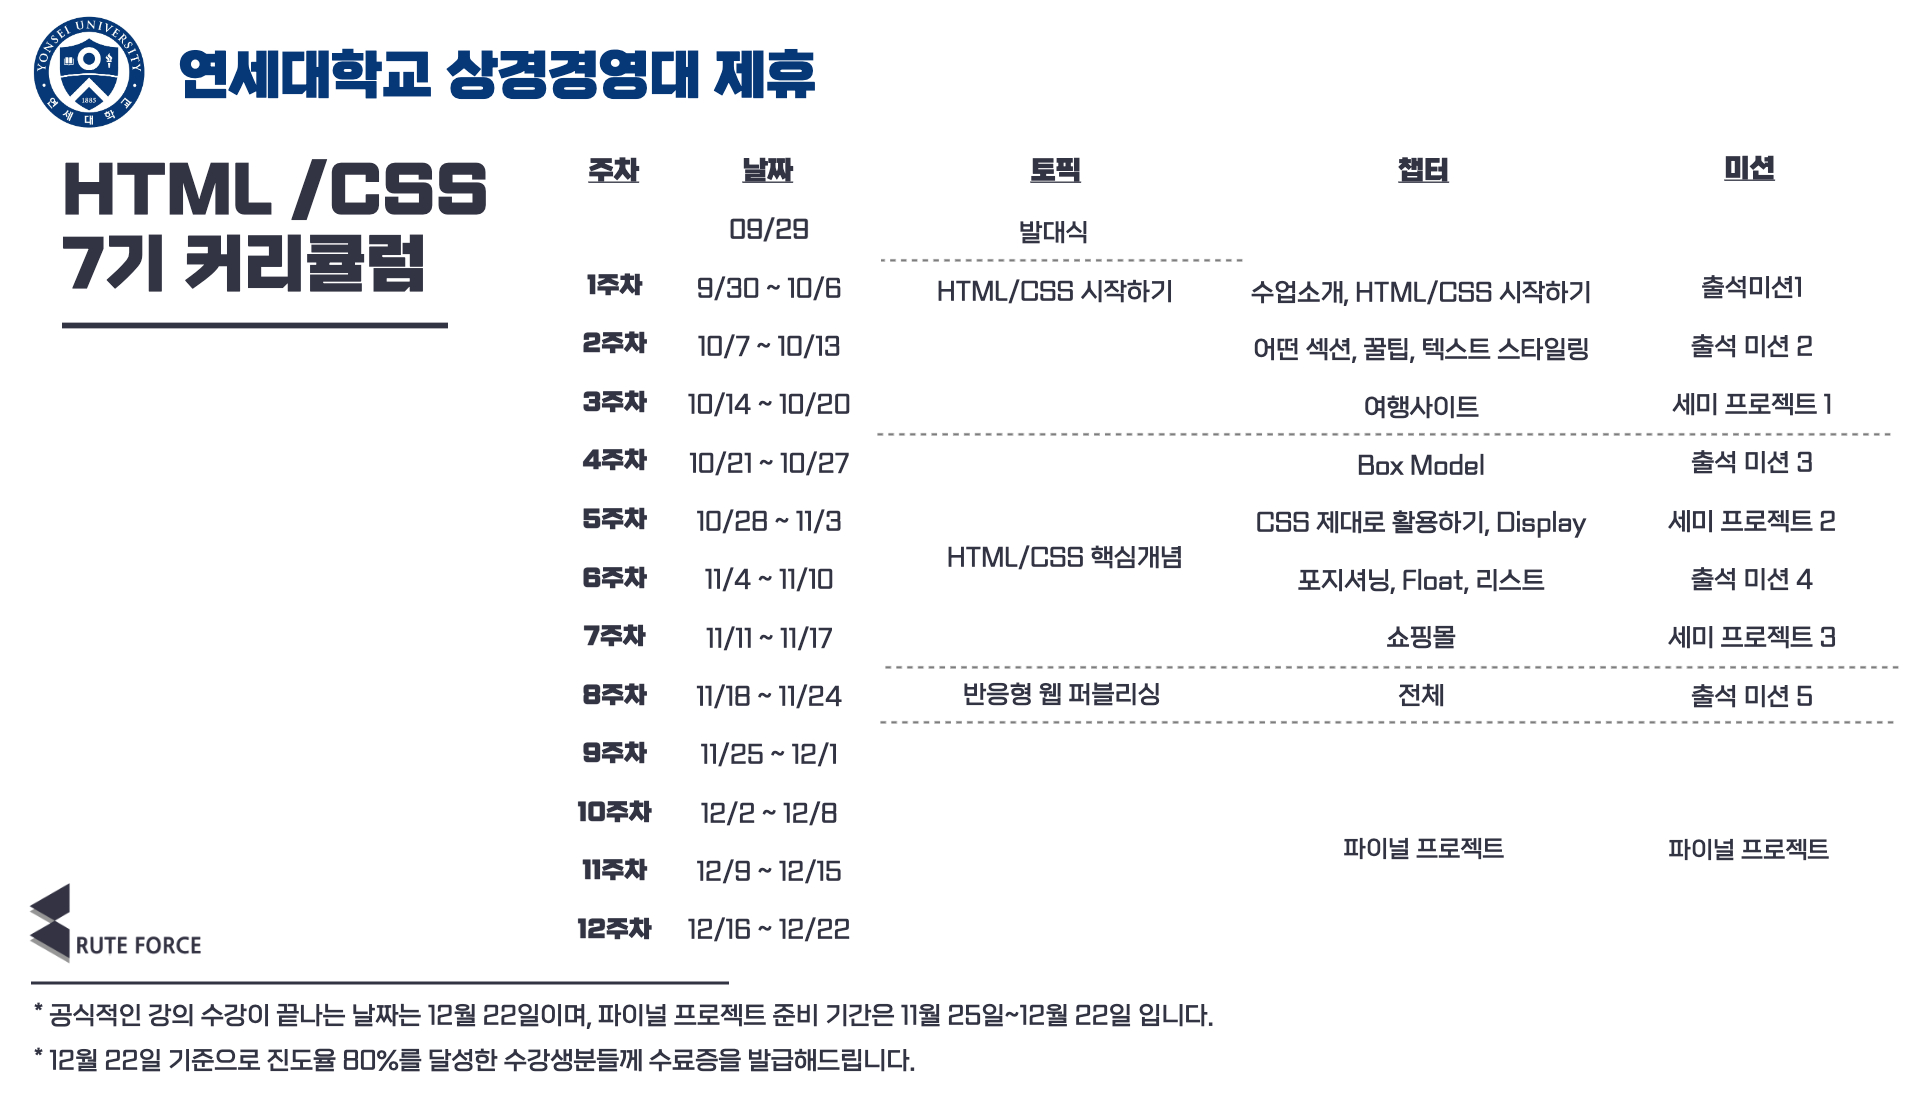 YONSEI UNIVERSITY
1885
연세대학교
연세대학교 상경경영대 제휴
HTML /CSS
7기 커리큘럼
주차 날짜 토픽 챕터 미션
09/29 발대식
1주차 9/30 ~ 10/6 HTML/CSS 시작하기 수업소개, HTML/CSS 시작하기 출석미션1
2주차 10/7 ~ 10/13 어떤 섹션, 꿀팁, 텍스트 스타일링 출석 미션 2
3주차 10/14 ~ 10/20 여행사이트 세미 프로젝트 1
4주차 10/21 ~ 10/27 Box Model 출석 미션 3
5주차 10/28 ~ 11/3 CSS 제대로 활용하기, Display 세미 프로젝트 2
HTML/CSS 핵심개념
6주차 11/4 ~ 11/10 포지셔닝, Float, 리스트 출석 미션 4
7주차 11/11 ~ 11/17 쇼핑몰 세미 프로젝트 3
8주차 11/18 ~ 11/24 반응형 웹 퍼블리싱 전체 출석 미션 5
9주차 11/25 ~ 12/1
10주차 12/2 ~ 12/8
파이널 프로젝트 파이널 프로젝트
11주차 12/9 ~ 12/15
12주차 12/16 ~ 12/22
RUTE FORCE
* 공식적인 강의 수강이 끝나는 날짜는 12월 22일이며, 파이널 프로젝트 준비 기간은 11월 25일~12월 22일 입니다.
* 12월 22일 기준으로 진도율 80%를 달성한 수강생분들께 수료증을 발급해드립니다.